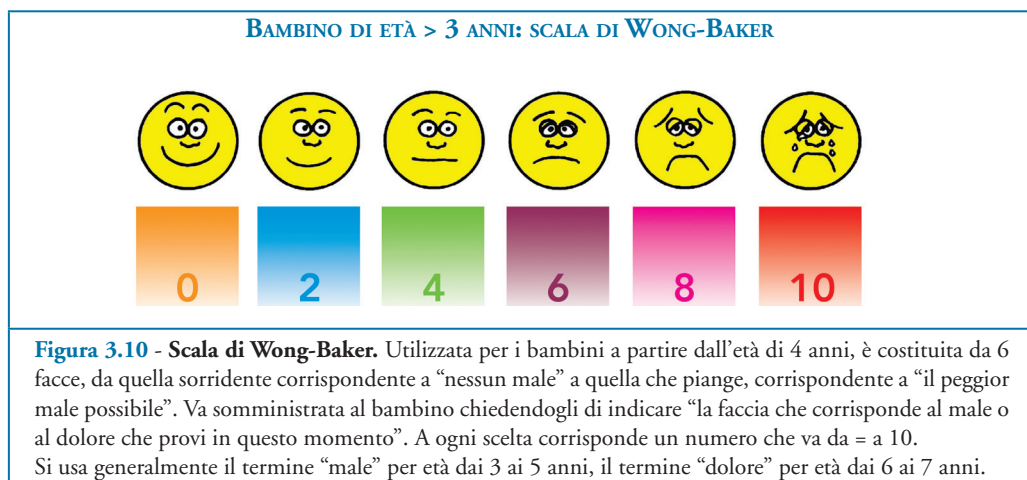 BAMBINO DI ETÀ > 3 ANNI: SCALA DI WONG-BAKER
0 2 4 6 8 10
Figura 3.10 - Scala di Wong-Baker. Utilizzata per i bambini a partire dall'età di 4 anni, è costituita da 6
facce, da quella sorridente corrispondente a “nessun male” a quella che piange, corrispondente a “il peggior
male possibile”. Va somministrata al bambino chiedendogli di indicare “la faccia che corrisponde al male o
al dolore che provi in questo momento”. A ogni scelta corrisponde un numero che va da = a 10.
Si usa generalmente il termine “male” per età dai 3 ai 5 anni, il termine “dolore” per età dai 6 ai 7 anni.